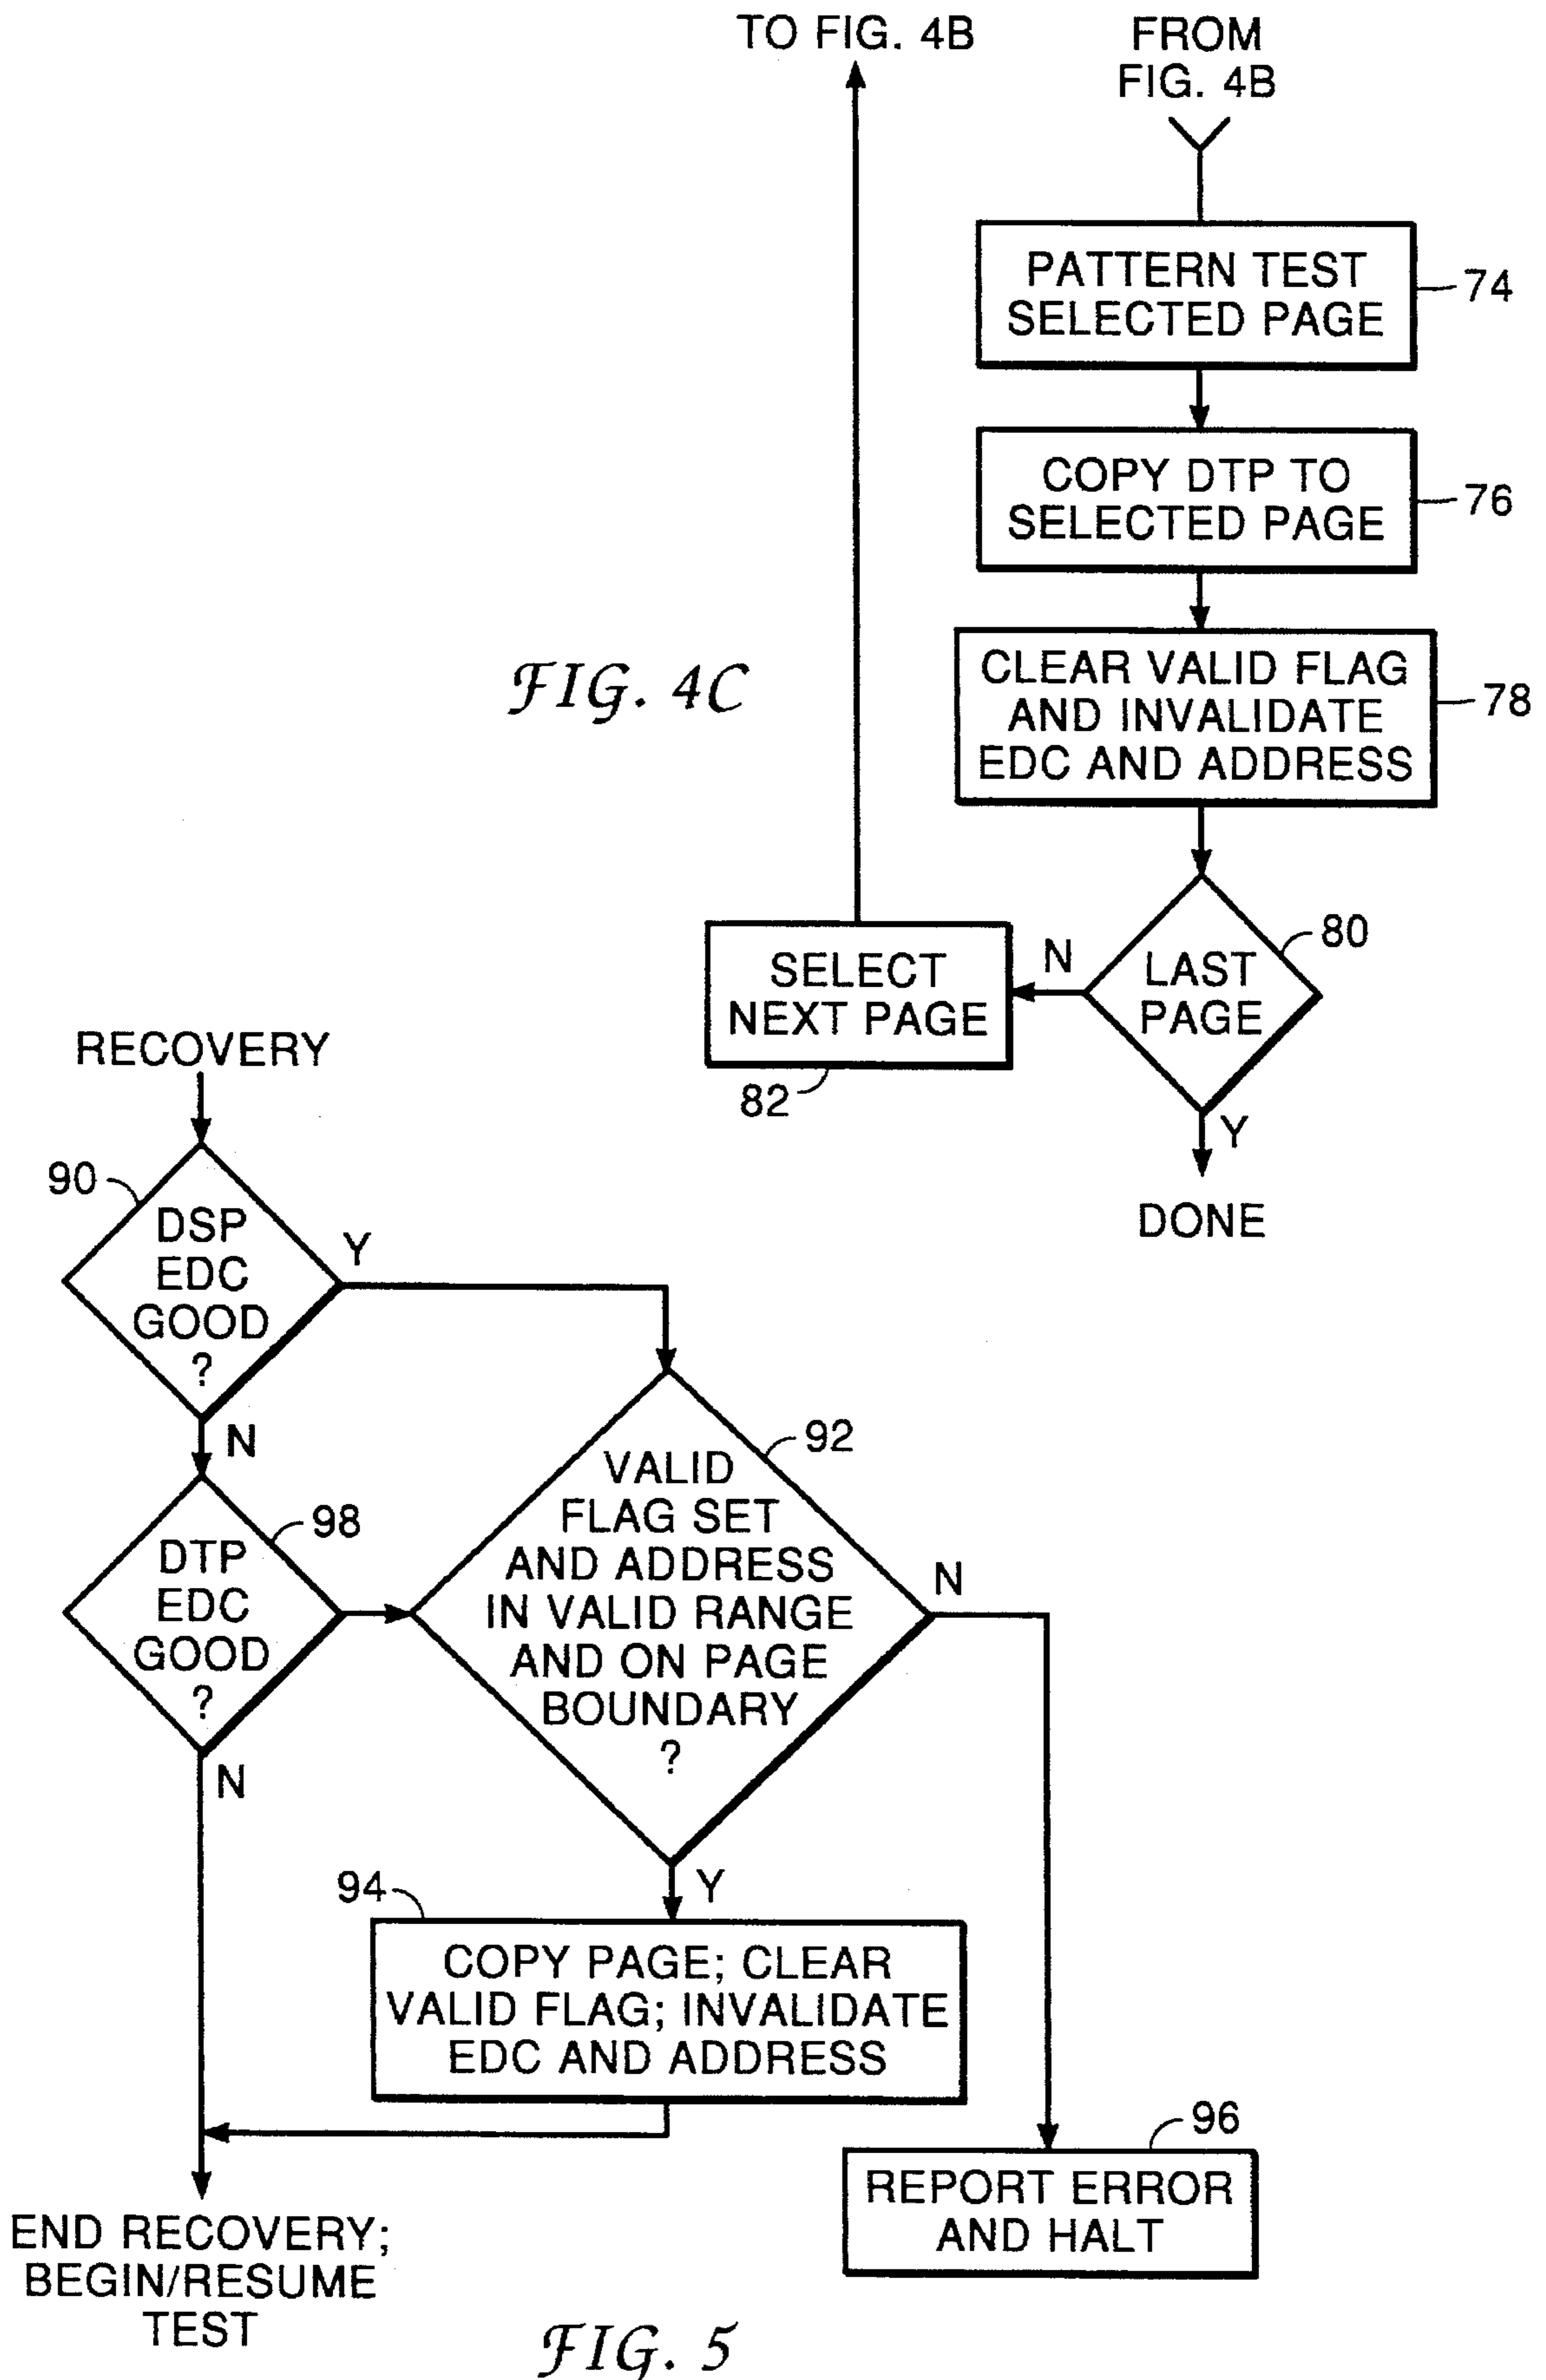 TO FIG. 4B
FROM
FIG. 4B
PATTERN TEST
SELECTED PAGE
74
COPY DTP TO
SELECTED PAGE
76
CLEAR VALID FLAG
AND INVALIDATE
EDC AND ADDRESS
78
FIG. 4C
LAST
PAGE
80
N
Y
SELECT
NEXT PAGE
82
DONE
RECOVERY
90
DSP
EDC
GOOD
?
Y
N
98
DTP
EDC
GOOD
?
N
92
VALID
FLAG SET
AND ADDRESS
IN VALID RANGE
AND ON PAGE
BOUNDARY
?
N
Y
94
COPY PAGE; CLEAR
VALID FLAG; INVALIDATE
EDC AND ADDRESS
96
REPORT ERROR
AND HALT
END RECOVERY;
BEGIN/RESUME
TEST
FIG. 5